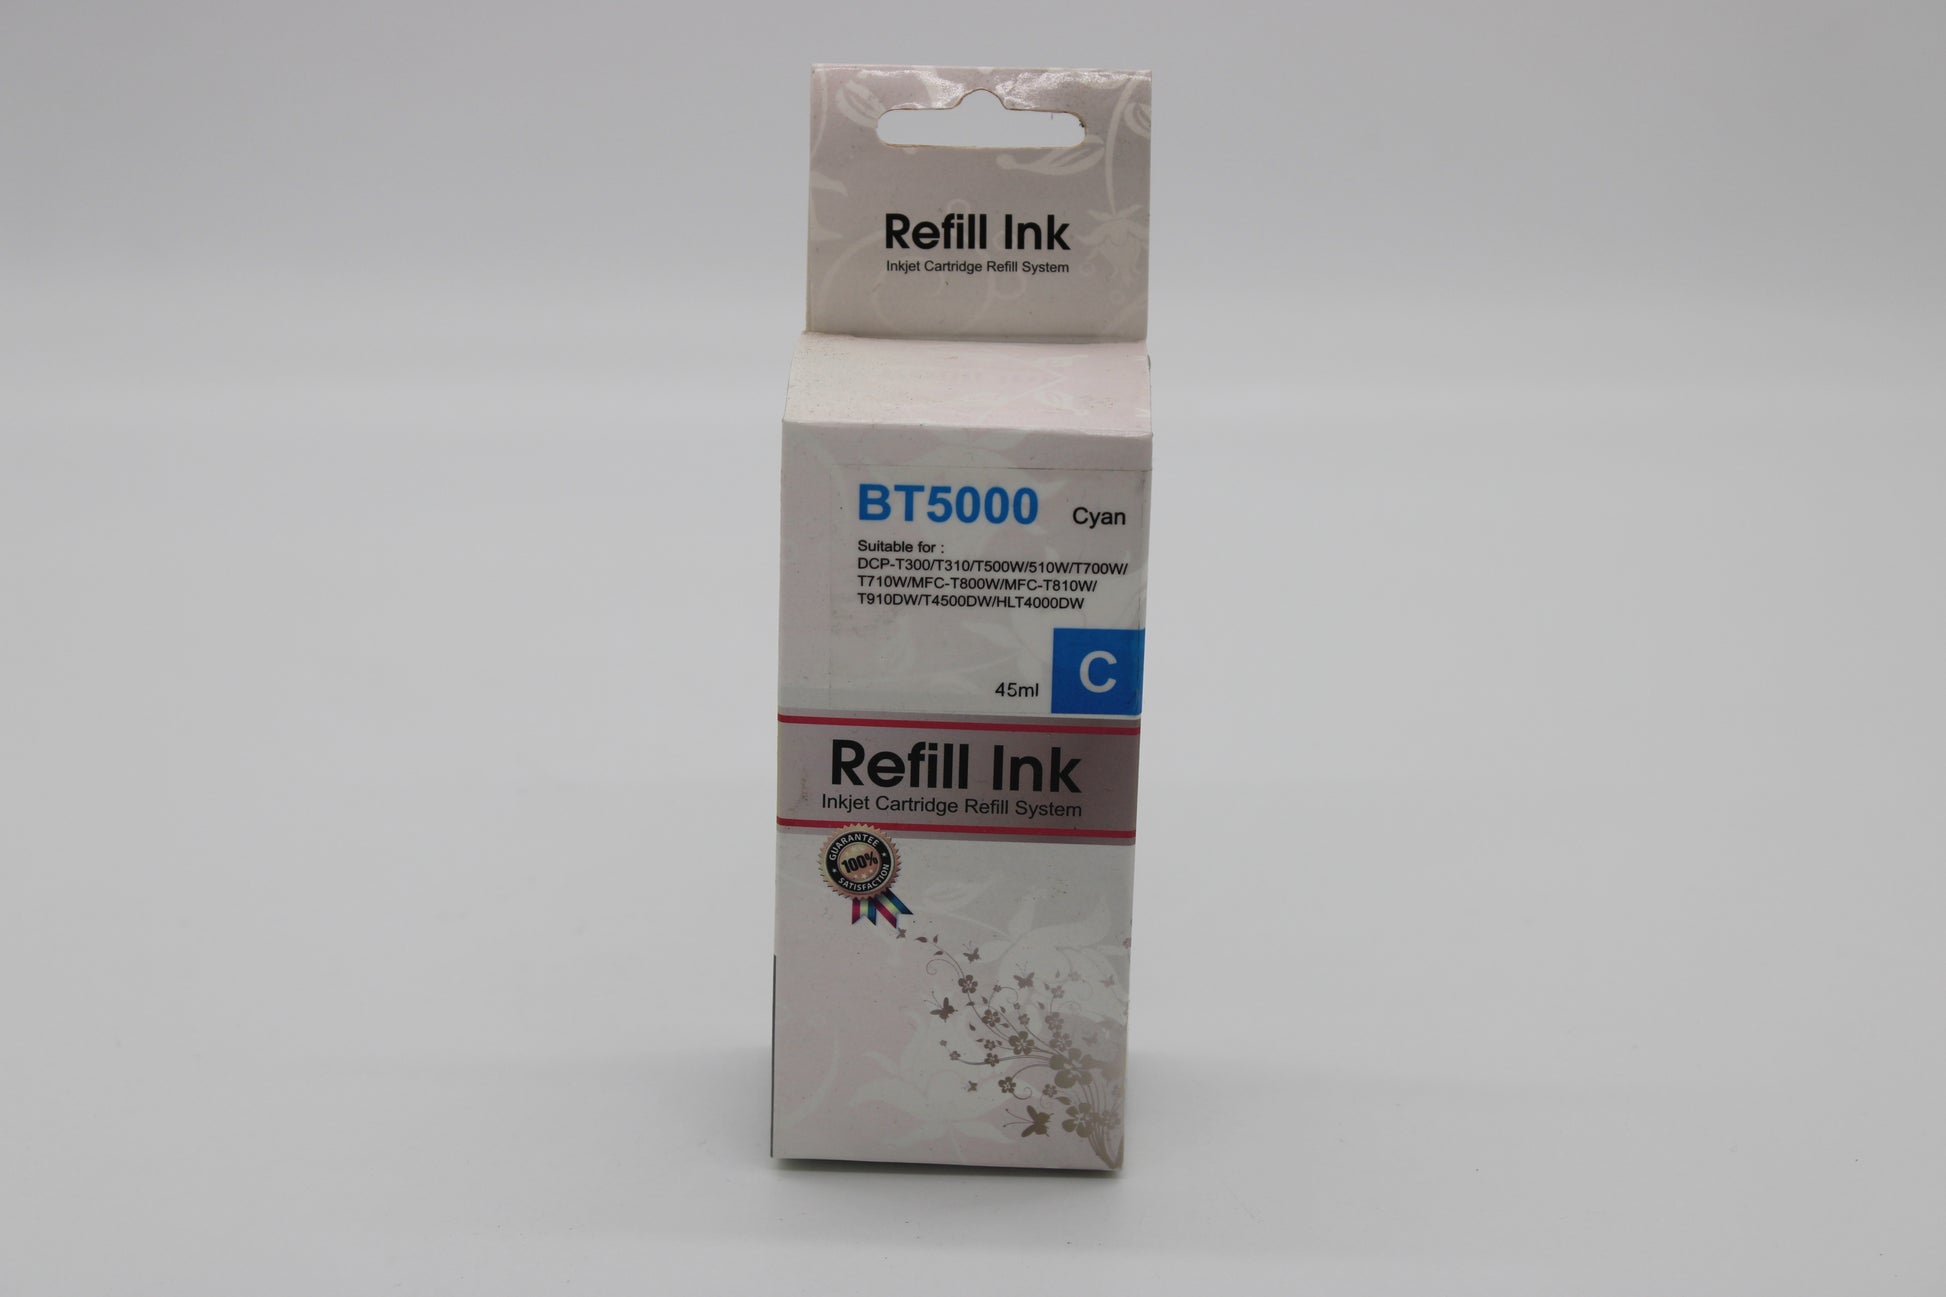 Refill Ink
Inkjet Cartridge Refill System
BT5000 Cyan
Suitable for :
DCP-T300/T310/T500W/510W/T700W/
T710W/MFC-T800W/MFC-T810W/
T910DW/T4500DW/HLT4000DW
C
45ml
Refill Ink
Inkjet Cartridge Refill System
GUARANTEE
100%
SATISFACTION